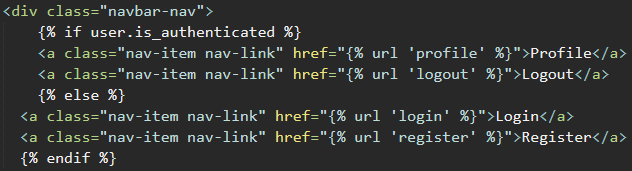 <div class="navbar-nav">
{% if user.is_authenticated %}
<a class="nav-item nav-link" href="{% url 'profile' %}">Profile</a>
<a class="nav-item nav-link" href="{% url 'logout' %}">Logout</a>
{% else %}
<a class="nav-item nav-link" href="{% url 'login' %}">Login</a>
<a class="nav-item nav-link" href="{% url 'register' %}">Register</a>
{% endif %}